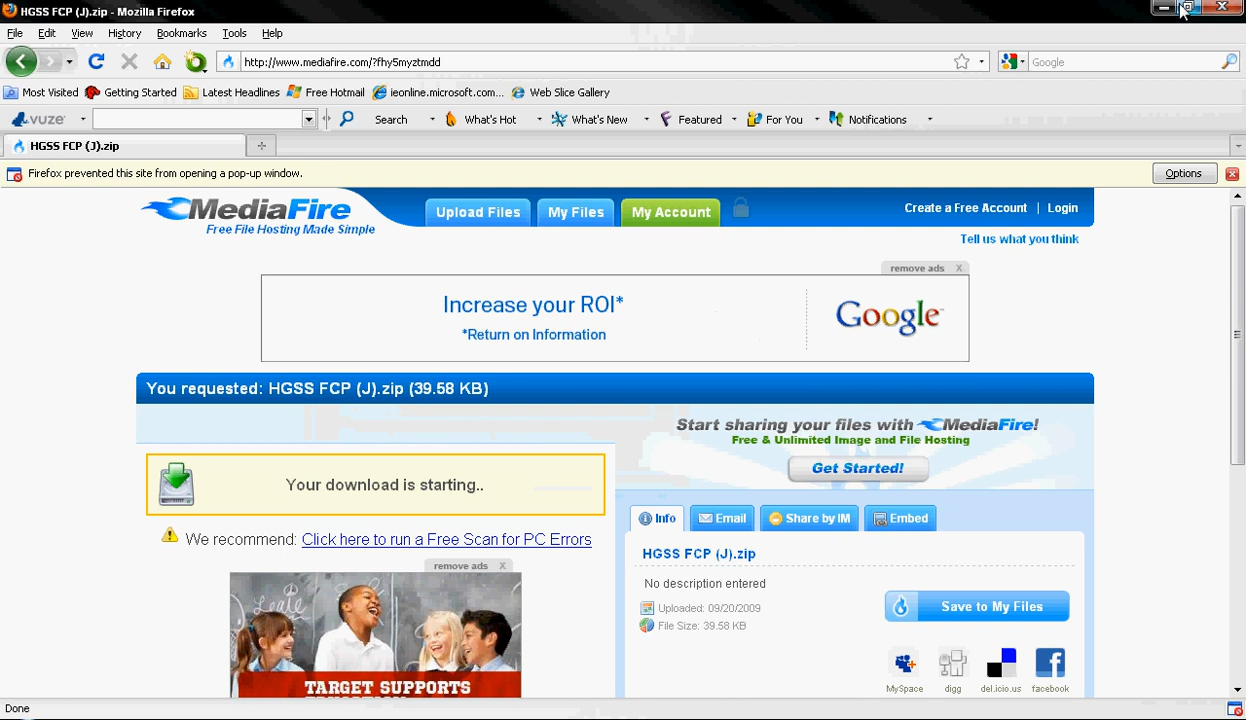 HGSS FCP (J).zip - Mozilla Firefox
File Edit View History Bookmarks Tools Help
http://www.mediafire.com/?fhy5myztmdd
Google
Most Visited Getting Started Latest Headlines Free Hotmail ieonline.microsoft.com... Web Slice Gallery
vuze Search What's Hot What's New Featured For You Notifications
HGSS FCP (J).zip
Firefox prevented this site from opening a pop-up window. Options
MediaFire Upload Files My Files My Account Create a Free Account | Login
Free File Hosting Made Simple
Tell us what you think
remove ads X
Increase your ROI*
*Return on Information
Google
You requested: HGSS FCP (J).zip (39.58 KB)
Start sharing your files with MediaFire!
Free & Unlimited Image and File Hosting
Get Started!
Your download is starting..
Info Email Share by IM Embed
We recommend: Click here to run a Free Scan for PC Errors
HGSS FCP (J).zip
remove ads X
No description entered
Uploaded: 09/20/2009
File Size: 39.58 KB
Save to My Files
MySpace digg del.icio.us facebook
TARGET SUPPORTS
Done